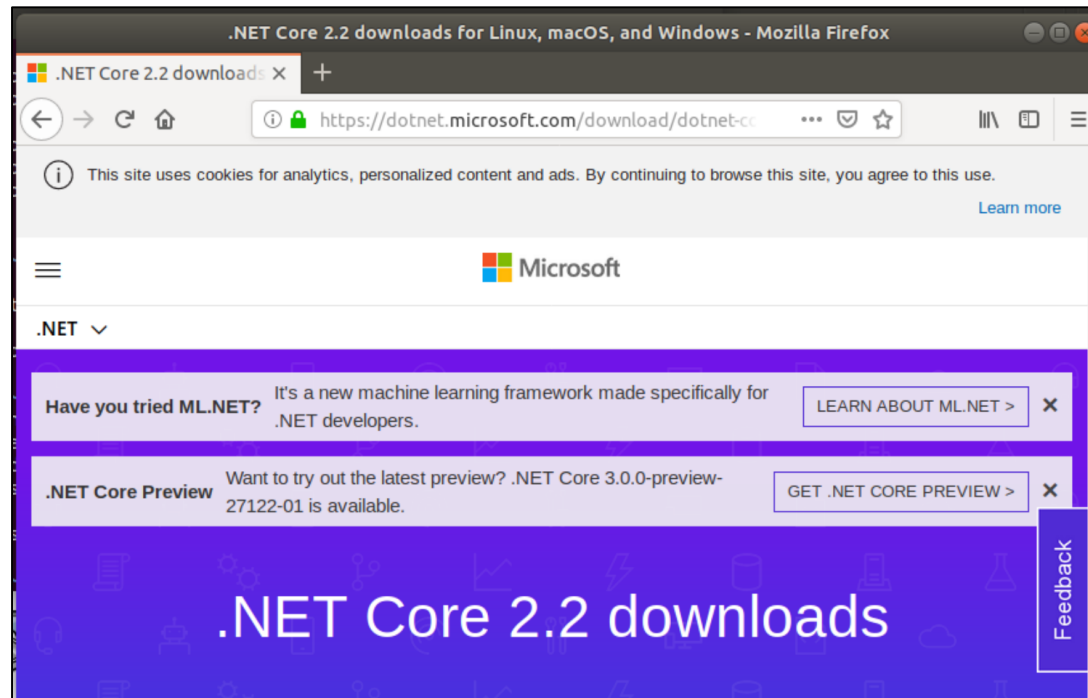 .NET Core 2.2 downloads for Linux, macOS, and Windows - Mozilla Firefox
.NET Core 2.2 downloads
https://dotnet.microsoft.com/download/dotnet-co
This site uses cookies for analytics, personalized content and ads. By continuing to browse this site, you agree to this use.
Learn more
Microsoft
.NET
Have you tried ML.NET?
It's a new machine learning framework made specifically for
.NET developers.
LEARN ABOUT ML.NET >
.NET Core Preview
Want to try out the latest preview? .NET Core 3.0.0-preview-
27122-01 is available.
GET .NET CORE PREVIEW >
Feedback
.NET Core 2.2 downloads